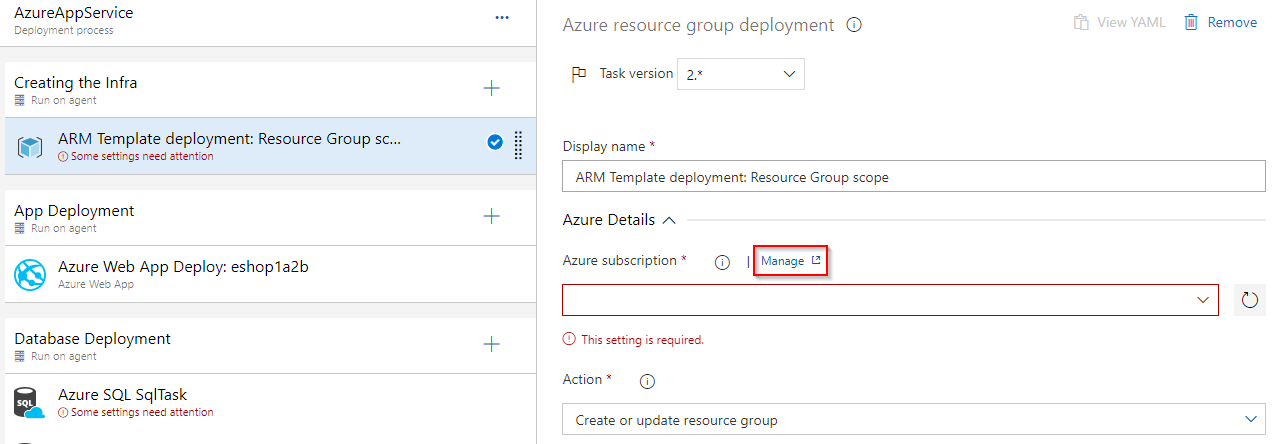 AzureAppService
...
Deployment process
Creating the Infra
Run on agent
ARM Template deployment: Resource Group sc...
Some settings need attention
App Deployment
Run on agent
Azure Web App Deploy: eshop1a2b
Azure Web App
Database Deployment
Run on agent
SQL
Azure SQL SqlTask
Some settings need attention
Azure resource group deployment
View YAML
Remove
Task version 2.*
Display name *
ARM Template deployment: Resource Group scope
Azure Details
Azure subscription * | Manage
This setting is required.
Action *
Create or update resource group